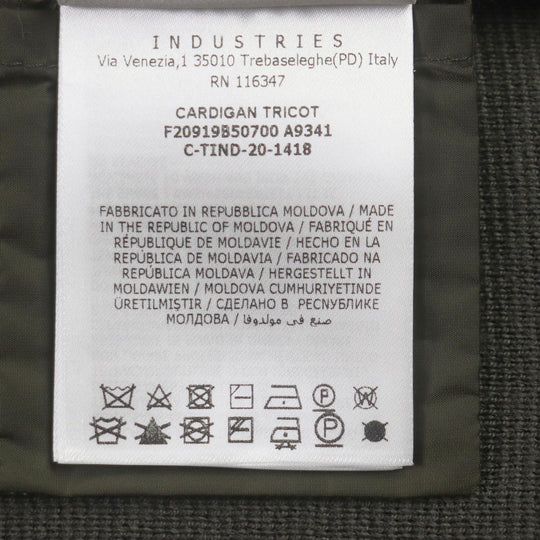 INDUSTRIES
Via Venezia,1 35010 Trebaseleghe(PD) Italy
RN 116347
CARDIGAN TRICOT
F20919B50700 A9341
C-TIND-20-1418
FABBRICATO IN REPUBBLICA MOLDOVA / MADE
IN THE REPUBLIC OF MOLDOVA / FABRIQUÉ EN
RÉPUBLIQUE DE MOLDAVIE / HECHO EN LA
REPÚBLICA DE MOLDAVIA / FABRICADO NA
REPÚBLICA MOLDAVA / HERGESTELLT IN
MOLDAWIEN / MOLDOVA CUMHURIYETINDE
ÜRETILMIŞTIR / СДЕЛАНО В РЕСПУБЛИКЕ
МОЛДОВА / صنع في مولدوفا
P W